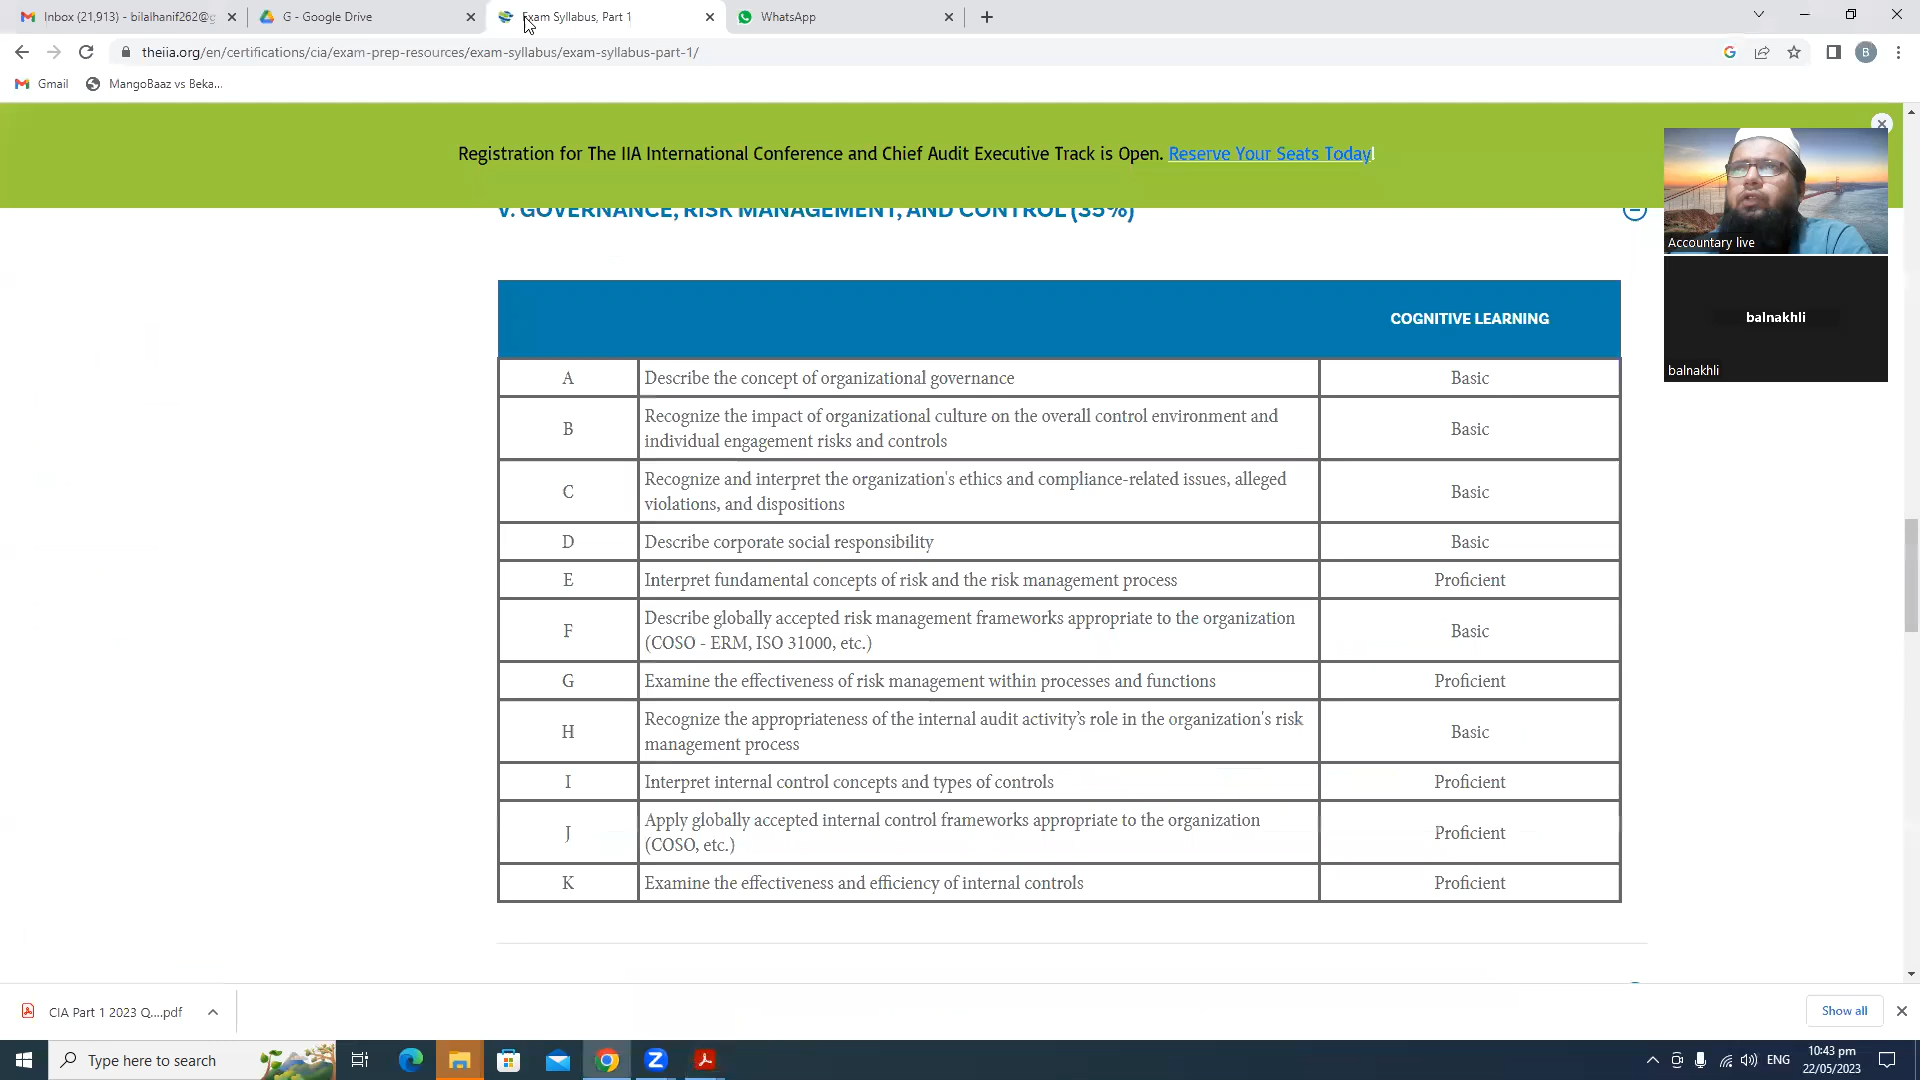 Inbox (21,913) - bilalhanif262@g
G - Google Drive
Exam Syllabus, Part 1
WhatsApp
theiia.org/en/certifications/cia/exam-prep-resources/exam-syllabus/exam-syllabus-part-1/
Gmail
MangoBaaz vs Beka...
Registration for The IIA International Conference and Chief Audit Executive Track is Open. Reserve Your Seats Today!
V. GOVERNANCE, RISK MANAGEMENT, AND CONTROL (35%)
Accountary live
balnakhli
balnakhli
COGNITIVE LEARNING
A Describe the concept of organizational governance Basic
B Recognize the impact of organizational culture on the overall control environment and
individual engagement risks and controls Basic
C Recognize and interpret the organization's ethics and compliance-related issues, alleged
violations, and dispositions Basic
D Describe corporate social responsibility Basic
E Interpret fundamental concepts of risk and the risk management process Proficient
F Describe globally accepted risk management frameworks appropriate to the organization
(COSO - ERM, ISO 31000, etc.) Basic
G Examine the effectiveness of risk management within processes and functions Proficient
H Recognize the appropriateness of the internal audit activity's role in the organization's risk
management process Basic
I Interpret internal control concepts and types of controls Proficient
J Apply globally accepted internal control frameworks appropriate to the organization
(COSO, etc.) Proficient
K Examine the effectiveness and efficiency of internal controls Proficient
CIA Part 1 2023 Q....pdf
Show all
Type here to search
ENG
10:43 pm
22/05/2023